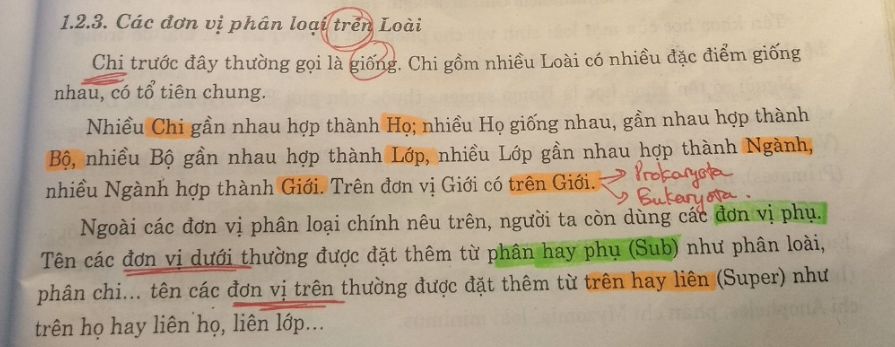 1.2.3. Các đơn vị phân loại trên Loài
Chi trước đây thường gọi là giống. Chi gồm nhiều Loài có nhiều đặc điểm giống
nhau, có tổ tiên chung.
Nhiều Chi gần nhau hợp thành Họ; nhiều Họ giống nhau, gần nhau hợp thành
Bộ, nhiều Bộ gần nhau hợp thành Lớp, nhiều Lớp gần nhau hợp thành Ngành,
nhiều Ngành hợp thành Giới. Trên đơn vị Giới có trên Giới.
Prokaryota
Eukaryota.
Ngoài các đơn vị phân loại chính nêu trên, người ta còn dùng các đơn vị phụ.
Tên các đơn vị dưới thường được đặt thêm từ phân hay phụ (Sub) như phân loài,
phân chi... tên các đơn vị trên thường được đặt thêm từ trên hay liên (Super) như
trên họ hay liên họ, liên lớp...